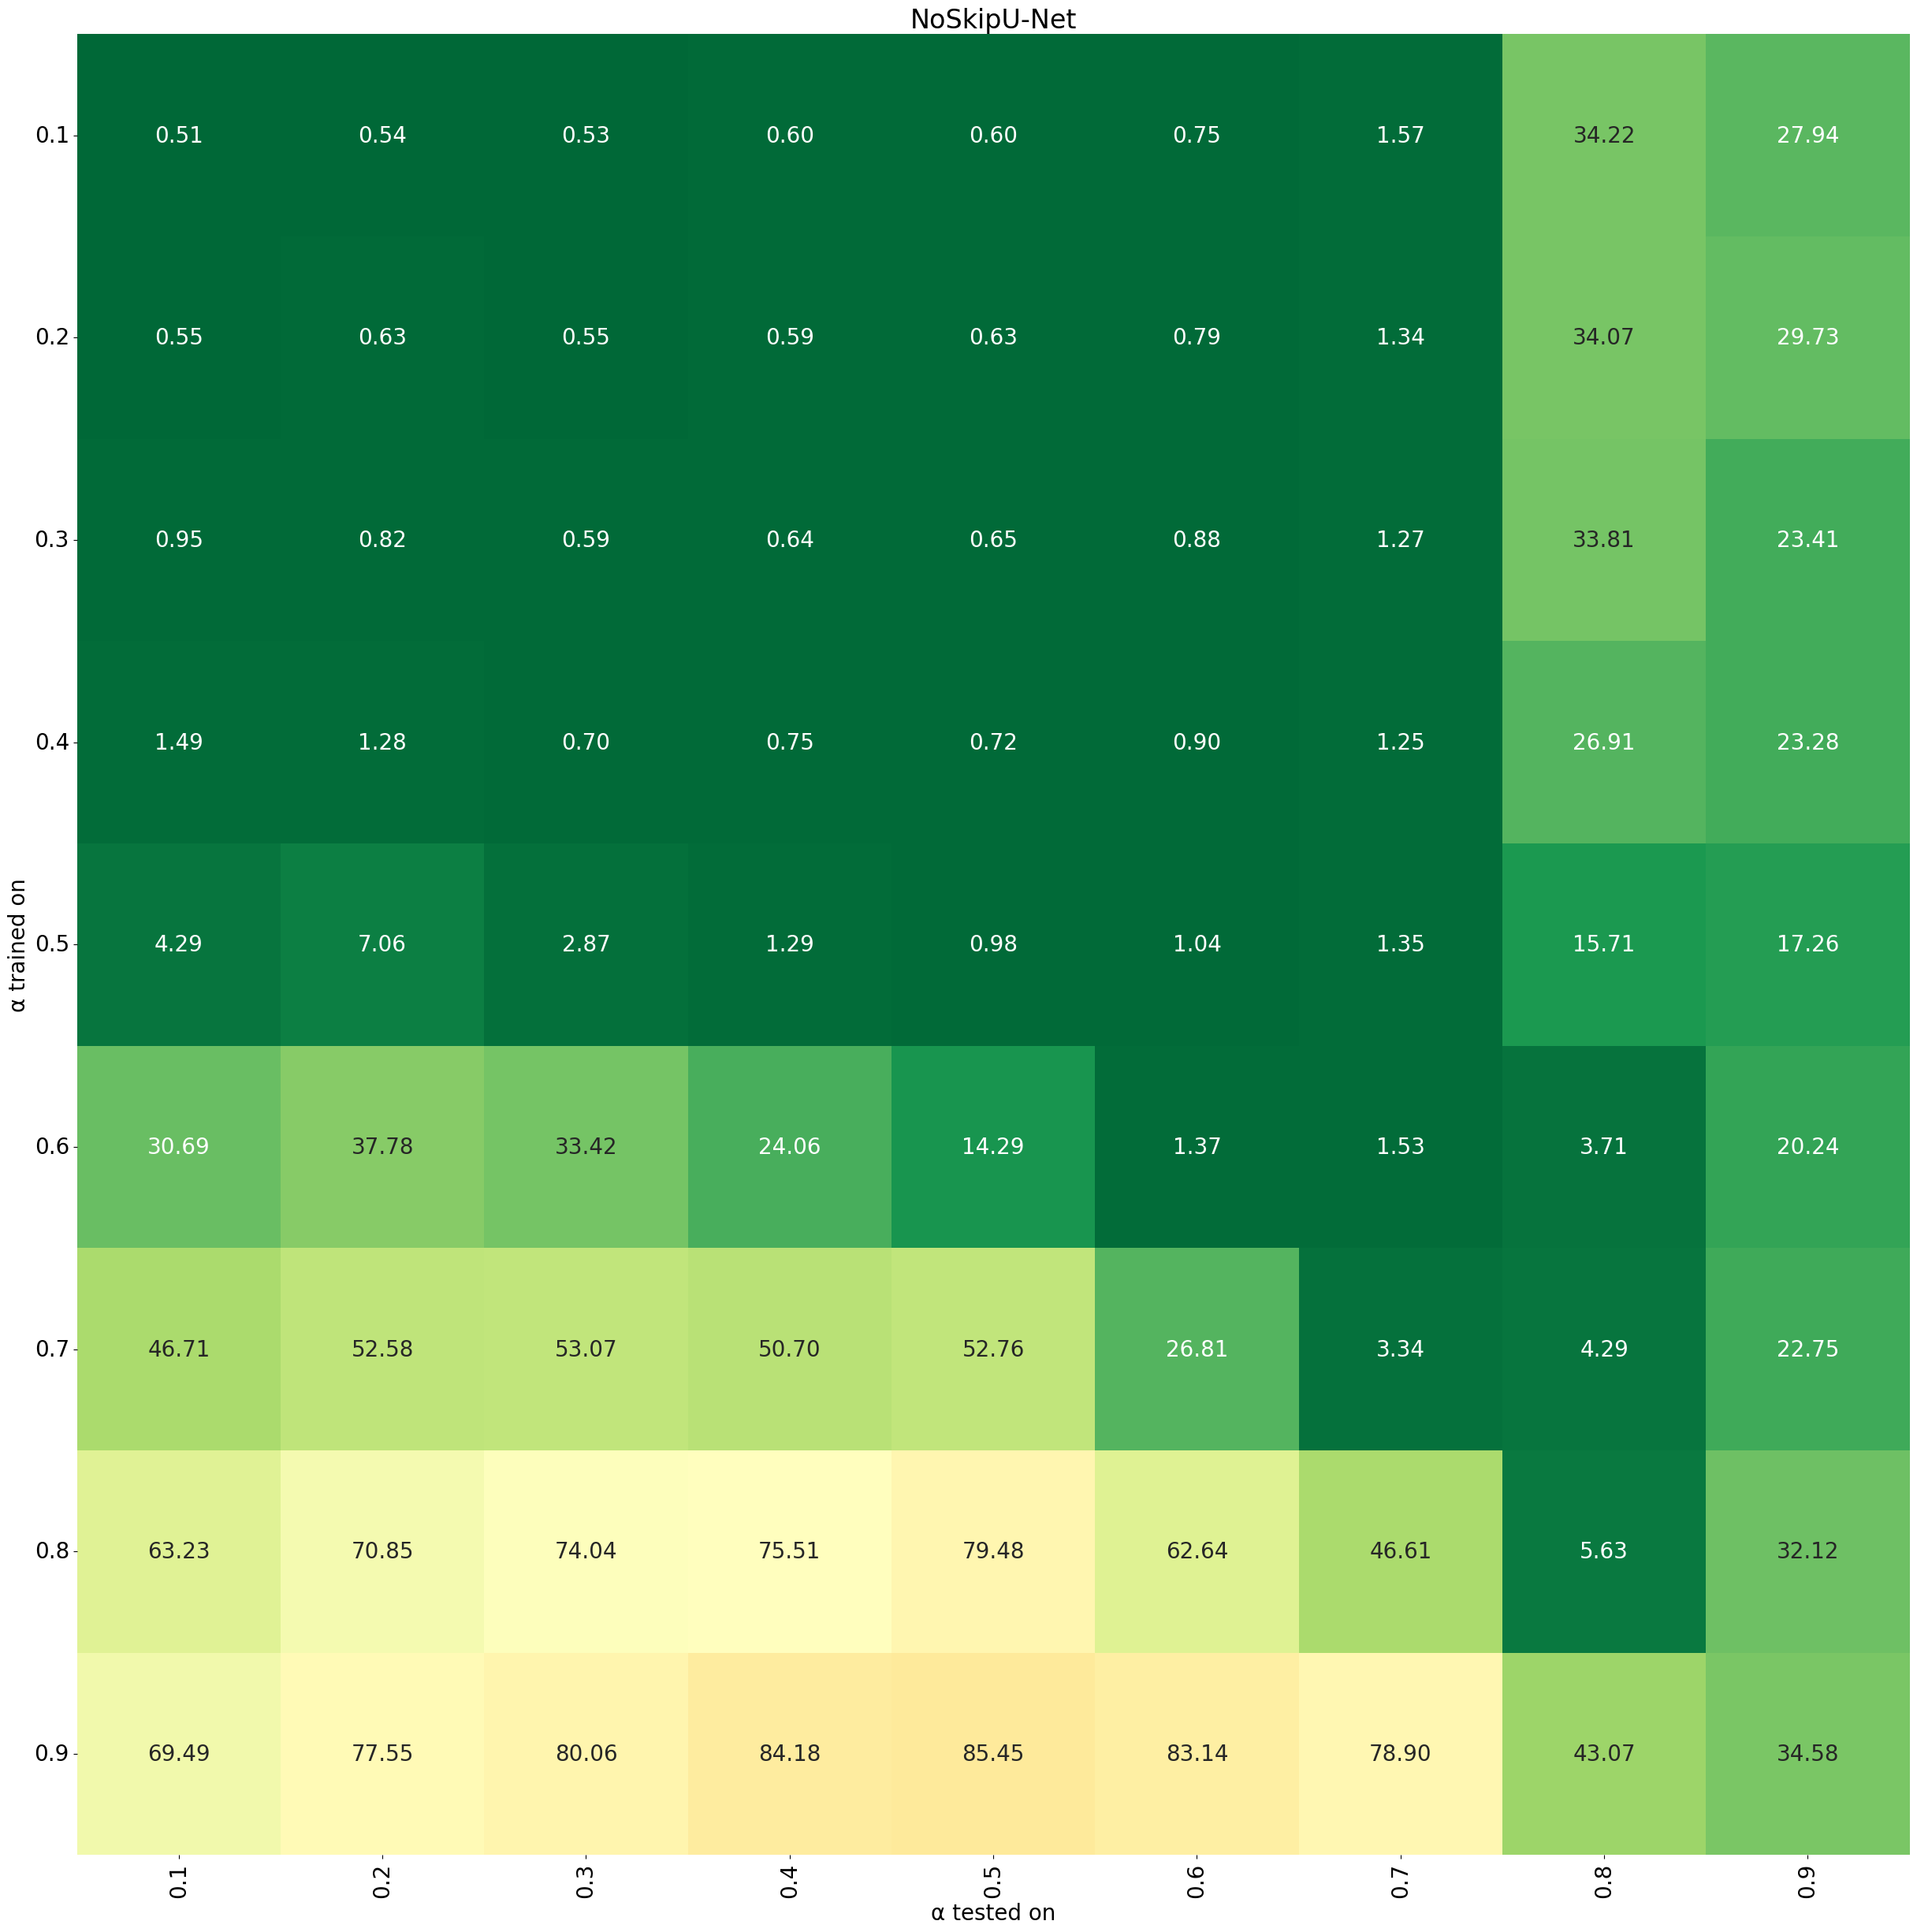 NoSkipU-Net
0.1 0.51 0.54 0.53 0.60 0.60 0.75 1.57 34.22 27.94
0.2 0.55 0.63 0.55 0.59 0.63 0.79 1.34 34.07 29.73
0.3 0.95 0.82 0.59 0.64 0.65 0.88 1.27 33.81 23.41
0.4 1.49 1.28 0.70 0.75 0.72 0.90 1.25 26.91 23.28
α trained on
0.5 4.29 7.06 2.87 1.29 0.98 1.04 1.35 15.71 17.26
0.6 30.69 37.78 33.42 24.06 14.29 1.37 1.53 3.71 20.24
0.7 46.71 52.58 53.07 50.70 52.76 26.81 3.34 4.29 22.75
0.8 63.23 70.85 74.04 75.51 79.48 62.64 46.61 5.63 32.12
0.9 69.49 77.55 80.06 84.18 85.45 83.14 78.90 43.07 34.58
0.1 0.2 0.3 0.4 0.5 0.6 0.7 0.8 0.9
α tested on